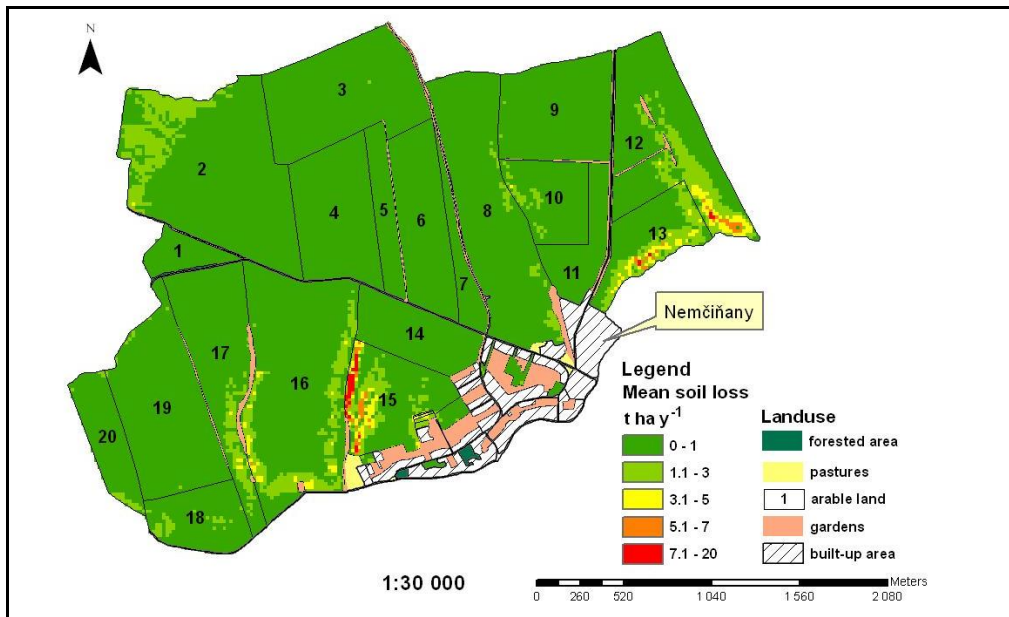 N
3
9
2
12
10
4
5
6
8
13
1
11
7
14
17
16
15
19
20
18
Nemčiňany
Legend
Mean soil loss
t ha y-1
0 - 1
1.1 - 3
3.1 - 5
5.1 - 7
7.1 - 20
Landuse
forested area
pastures
1 arable land
gardens
built-up area
1:30 000
Meters
0 260 520 1 040 1 560 2 080